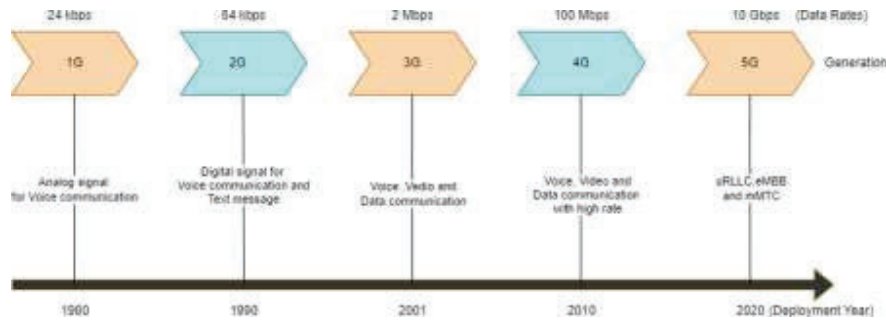 24 kbps 64 kbps 2 Mbps 100 Mbps 10 Gbps (Data Rates)
1G 2G 3G 4G 5G Generation
Analog signal
for Voice communication
Digital signal for
Voice communication and
Text message
Voice, Vedio and
Data communication
Voice, Video and
Data communication
with high rate
uRLLC,eMBB
and mMTC
1980 1990 2001 2010 2020 (Deployment Year)